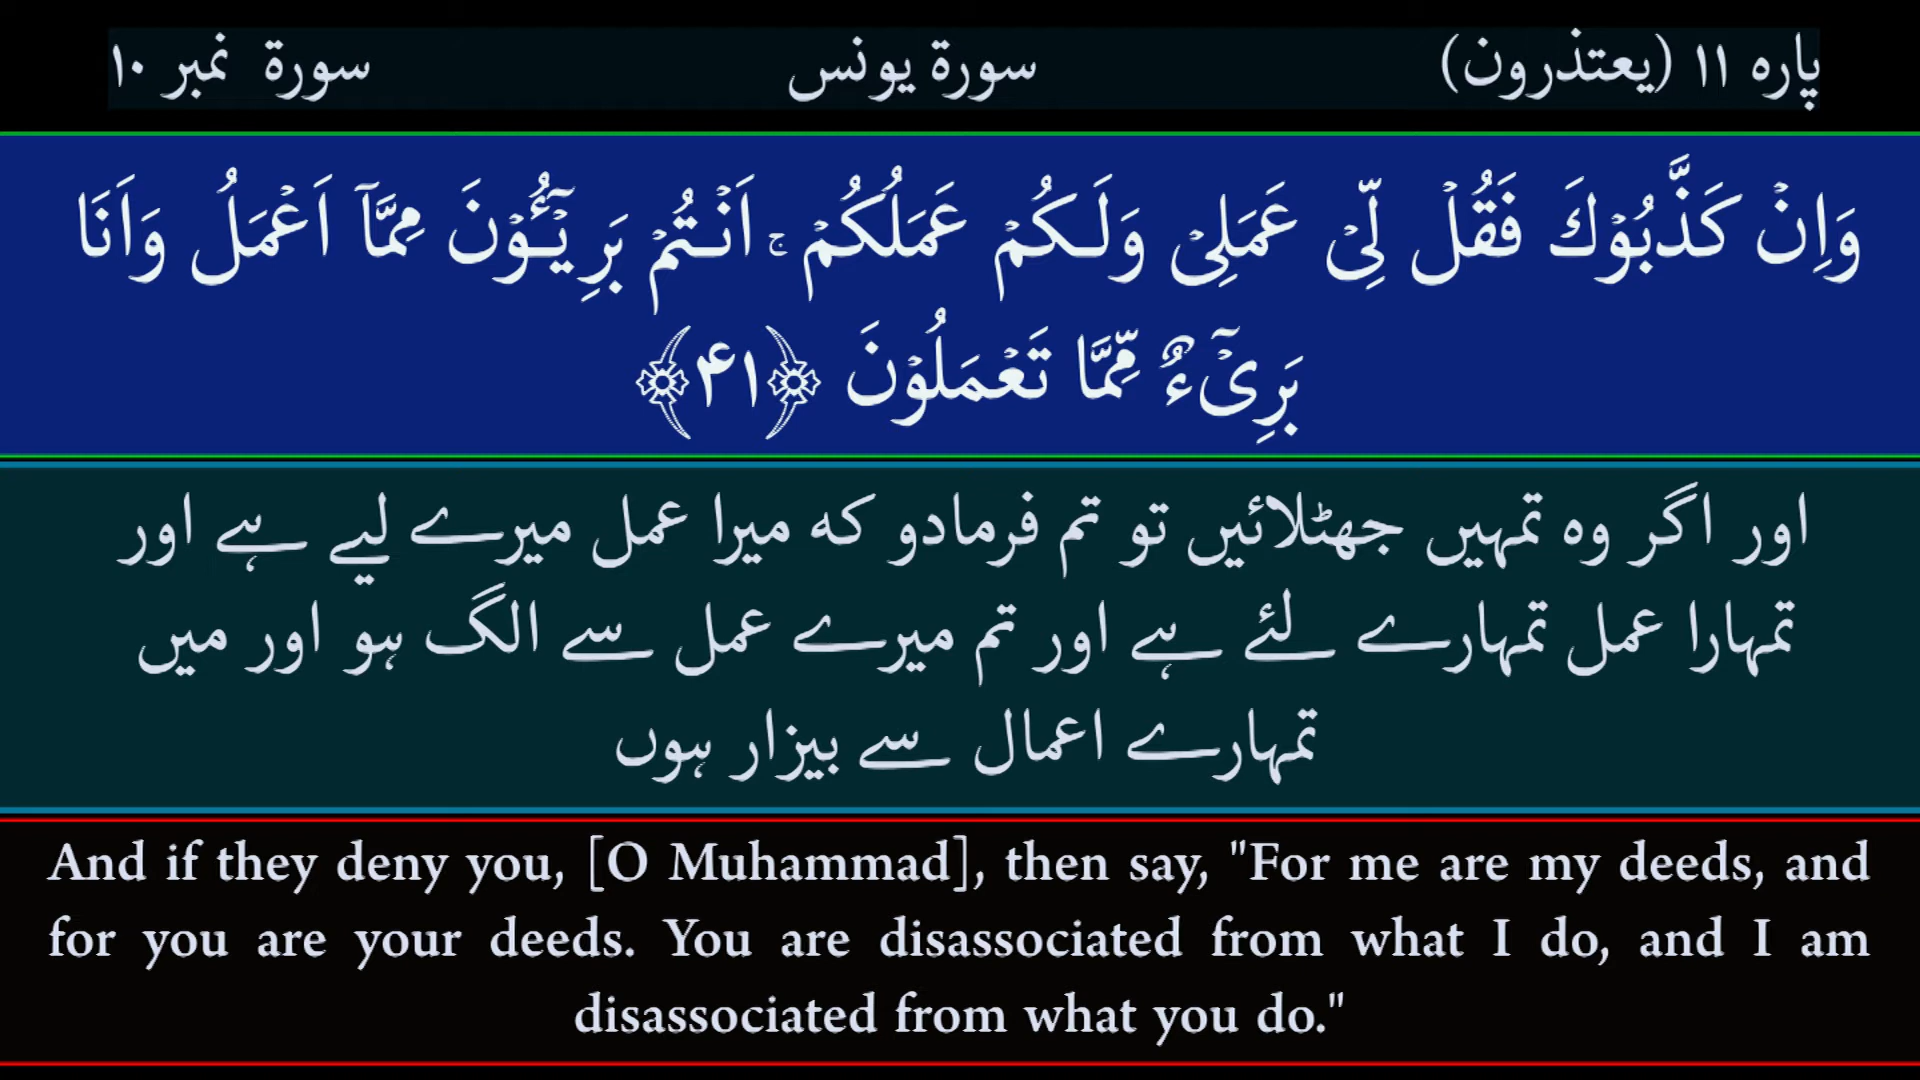 پارہ ۱۱ (یعتذرون) سورۃ یونس سورۃ نمبر ۱۰
وَاِنۡ كَذَّبُوۡكَ فَقُلْ لِّىۡ عَمَلِىۡ وَلَـكُمۡ عَمَلُكُمۡ‌ۚ اَنۡـتُمۡ بَرِيْٓـــٴُوۡنَ مِمَّاۤ اَعۡمَلُ وَاَنَا
بَرِىۡٓءٌ مِّمَّا تَعۡمَلُوۡنَ ﴿۴۱﴾
اور اگر وہ تمہیں جھٹلائیں تو تم فرمادو کہ میرا عمل میرے لیے ہے اور
تمہارا عمل تمہارے لئے ہے اور تم میرے عمل سے الگ ہو اور میں
تمہارے اعمال سے بیزار ہوں
And if they deny you, [O Muhammad], then say, "For me are my deeds, and
for you are your deeds. You are disassociated from what I do, and I am
disassociated from what you do."